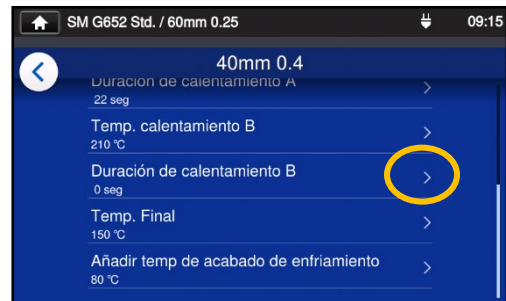 SM G652 Std. / 60mm 0.25
09:15
40mm 0.4
Duración de calentamiento A
22 seg
Temp. calentamiento B
210 °C
Duración de calentamiento B
0 seg
Temp. Final
150 °C
Añadir temp de acabado de enfriamiento
80 °C